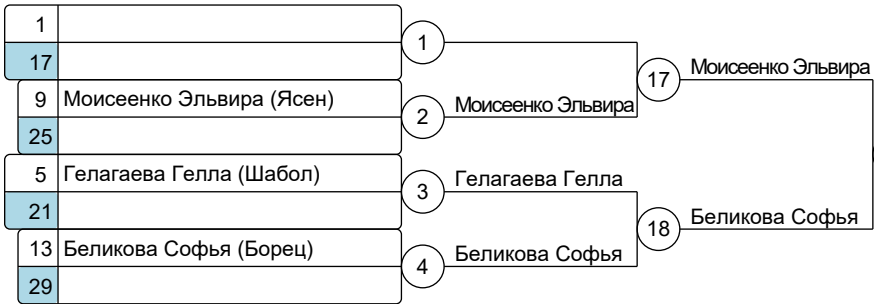 1
17
1
9 Моисеенко Эльвира (Ясен)
25
2
Моисеенко Эльвира
17
Моисеенко Эльвира
5 Гелагаева Гелла (Шабол)
21
3
Гелагаева Гелла
13 Беликова Софья (Борец)
29
4
Беликова Софья
18
Беликова Софья